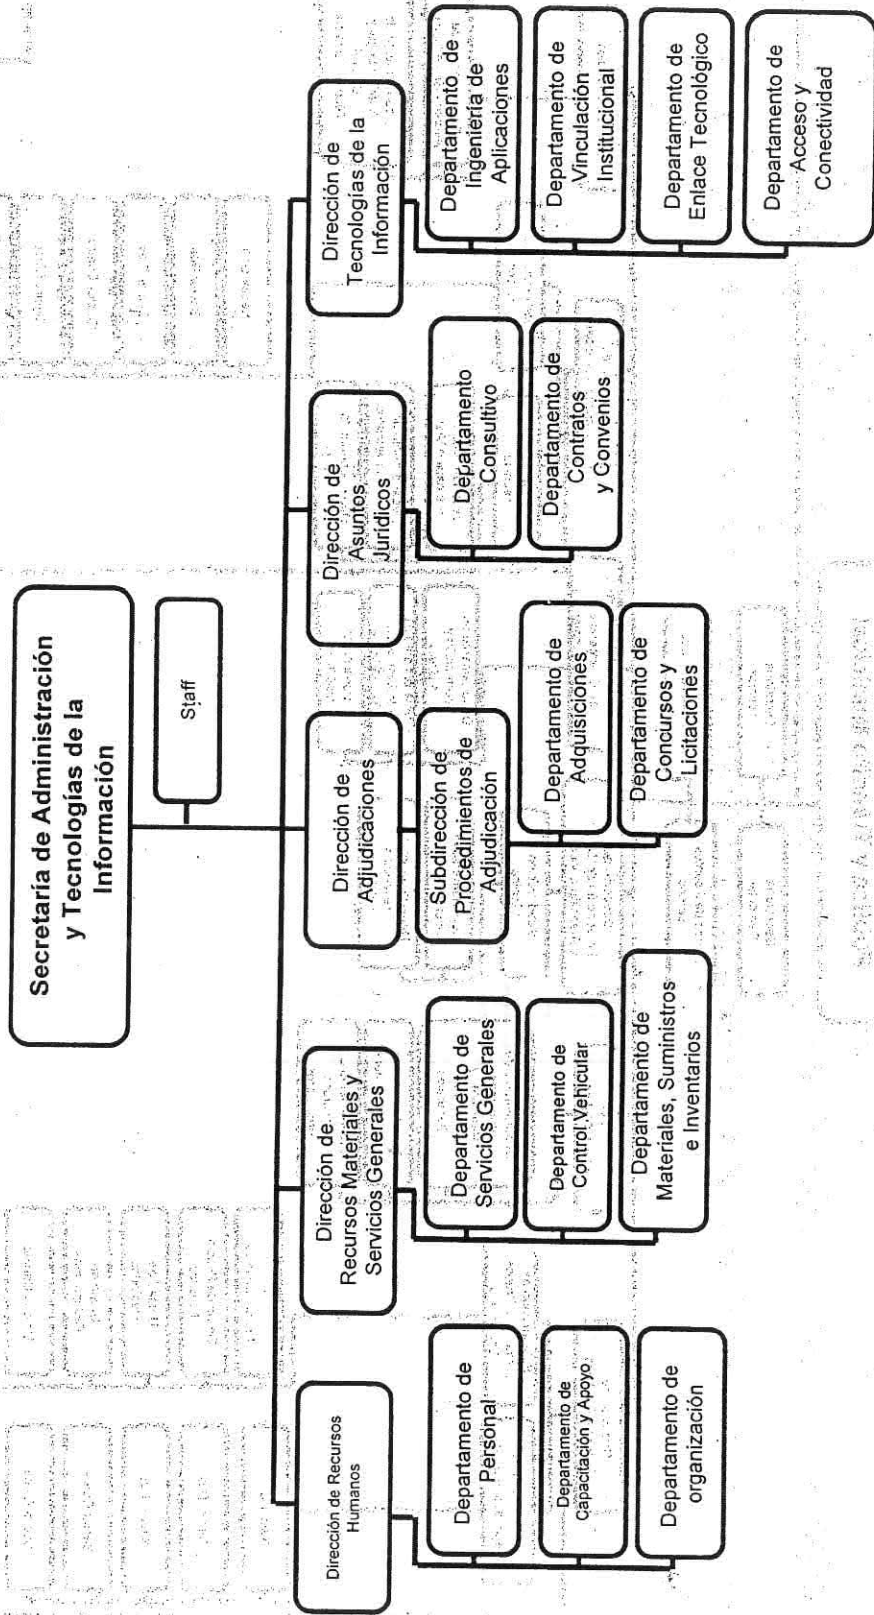 Secretaría de Administración
y Tecnologías de la
Información
Staff
Dirección de Recursos
Humanos
Departamento de
Personal
Departamento de
Capacitación y Apoyo
Departamento de
organización
Dirección de
Recursos Materiales y
Servicios Generales
Departamento de
Servicios Generales
Departamento de
Control Vehicular
Departamento de
Materiales, Suministros
e Inventarios
Dirección de
Adjudicaciones
Subdirección de
Procedimientos de
Adjudicación
Departamento de
Adquisiciones
Departamento de
Concursos y
Licitaciones
Dirección de
Asuntos
Jurídicos
Departamento
Consultivo
Departamento de
Contratos
y Convenios
Dirección de
Tecnologías de la
Información
Departamento de
Ingeniería de
Aplicaciones
Departamento de
Vinculación
Institucional
Departamento de
Enlace Tecnológico
Departamento de
Acceso y
Conectividad